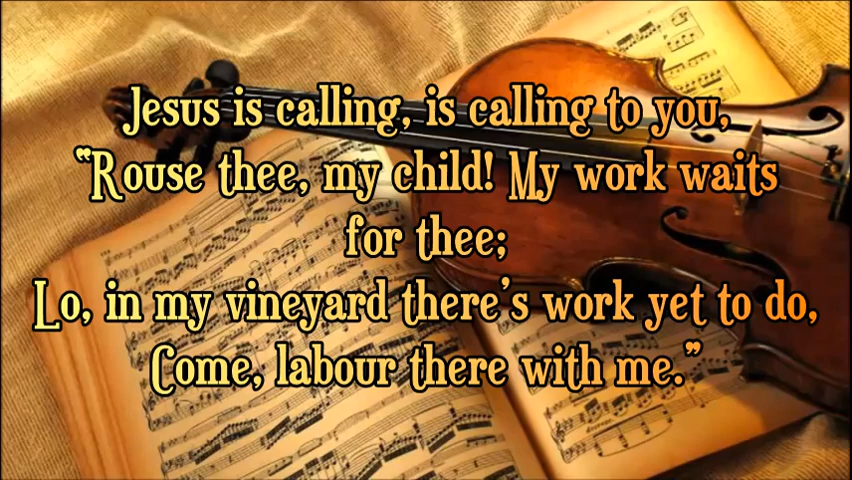 Jesus is calling, is calling to you,
“Rouse thee, my child! My work waits
for thee;
Lo, in my vineyard there’s work yet to do,
Come, labour there with me.”